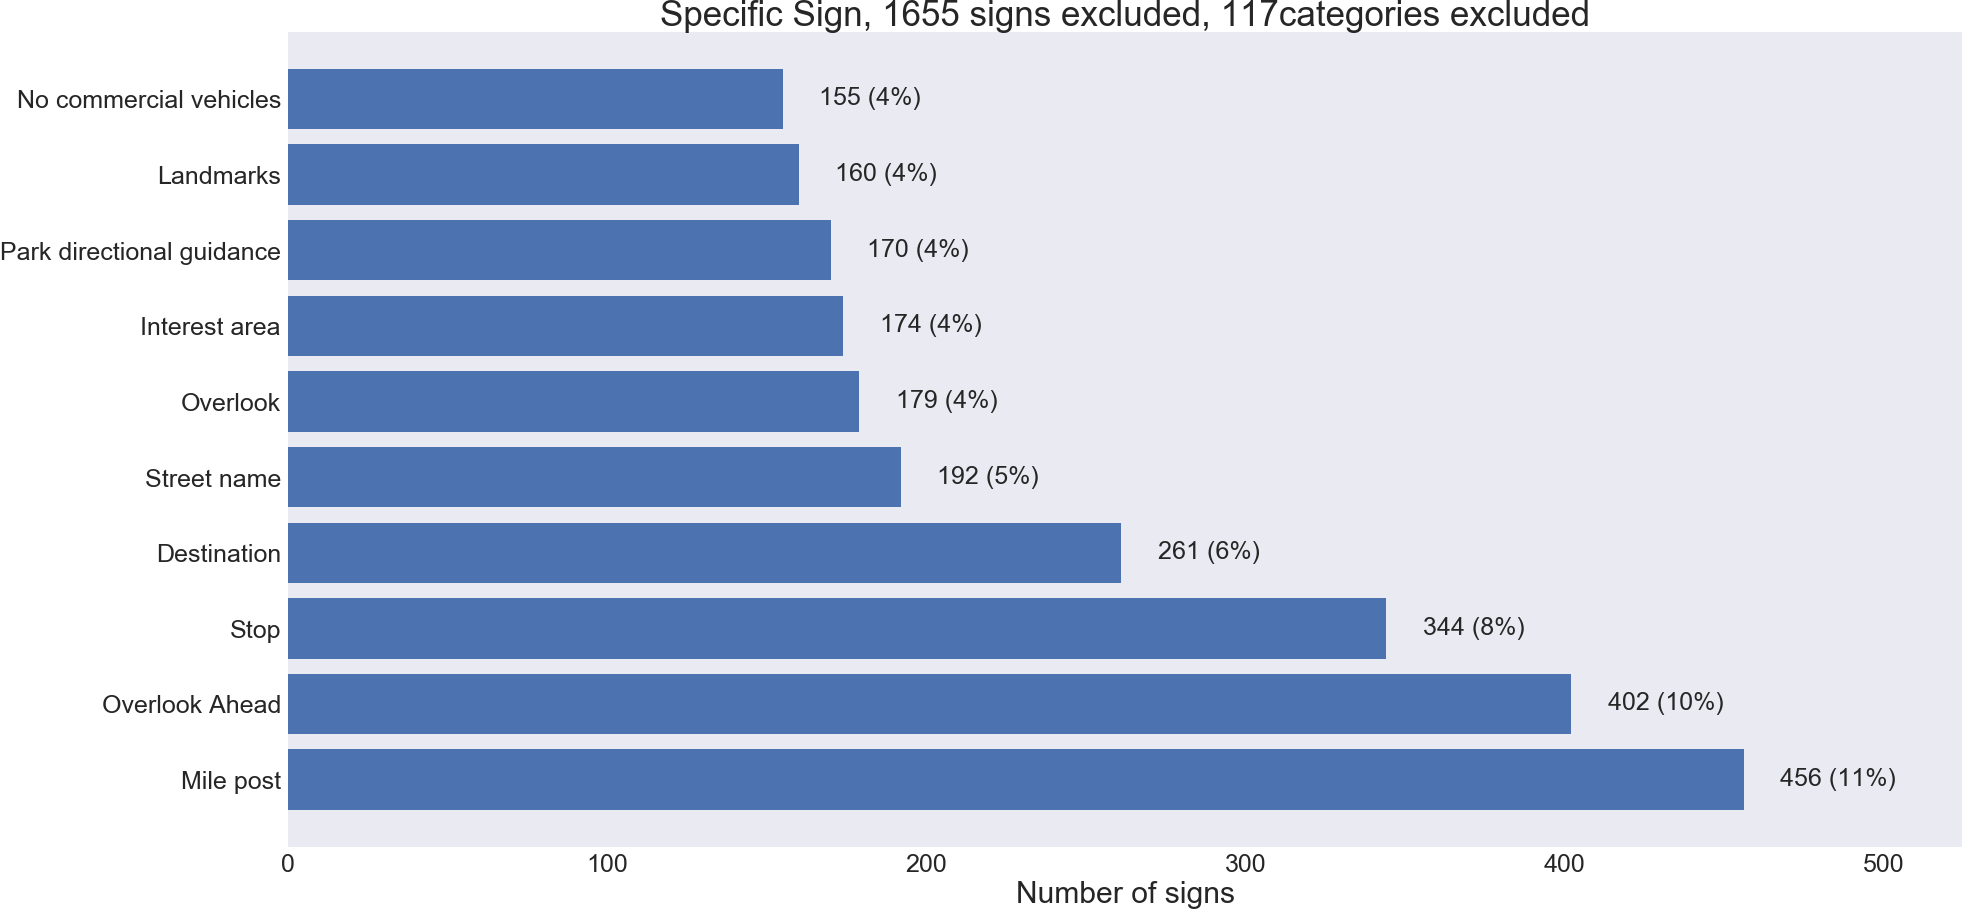 Specific Sign, 1655 signs excluded, 117categories excluded
No commercial vehicles 155 (4%)
Landmarks 160 (4%)
Park directional guidance 170 (4%)
Interest area 174 (4%)
Overlook 179 (4%)
Street name 192 (5%)
Destination 261 (6%)
Stop 344 (8%)
Overlook Ahead 402 (10%)
Mile post 456 (11%)
0 100 200 300 400 500
Number of signs